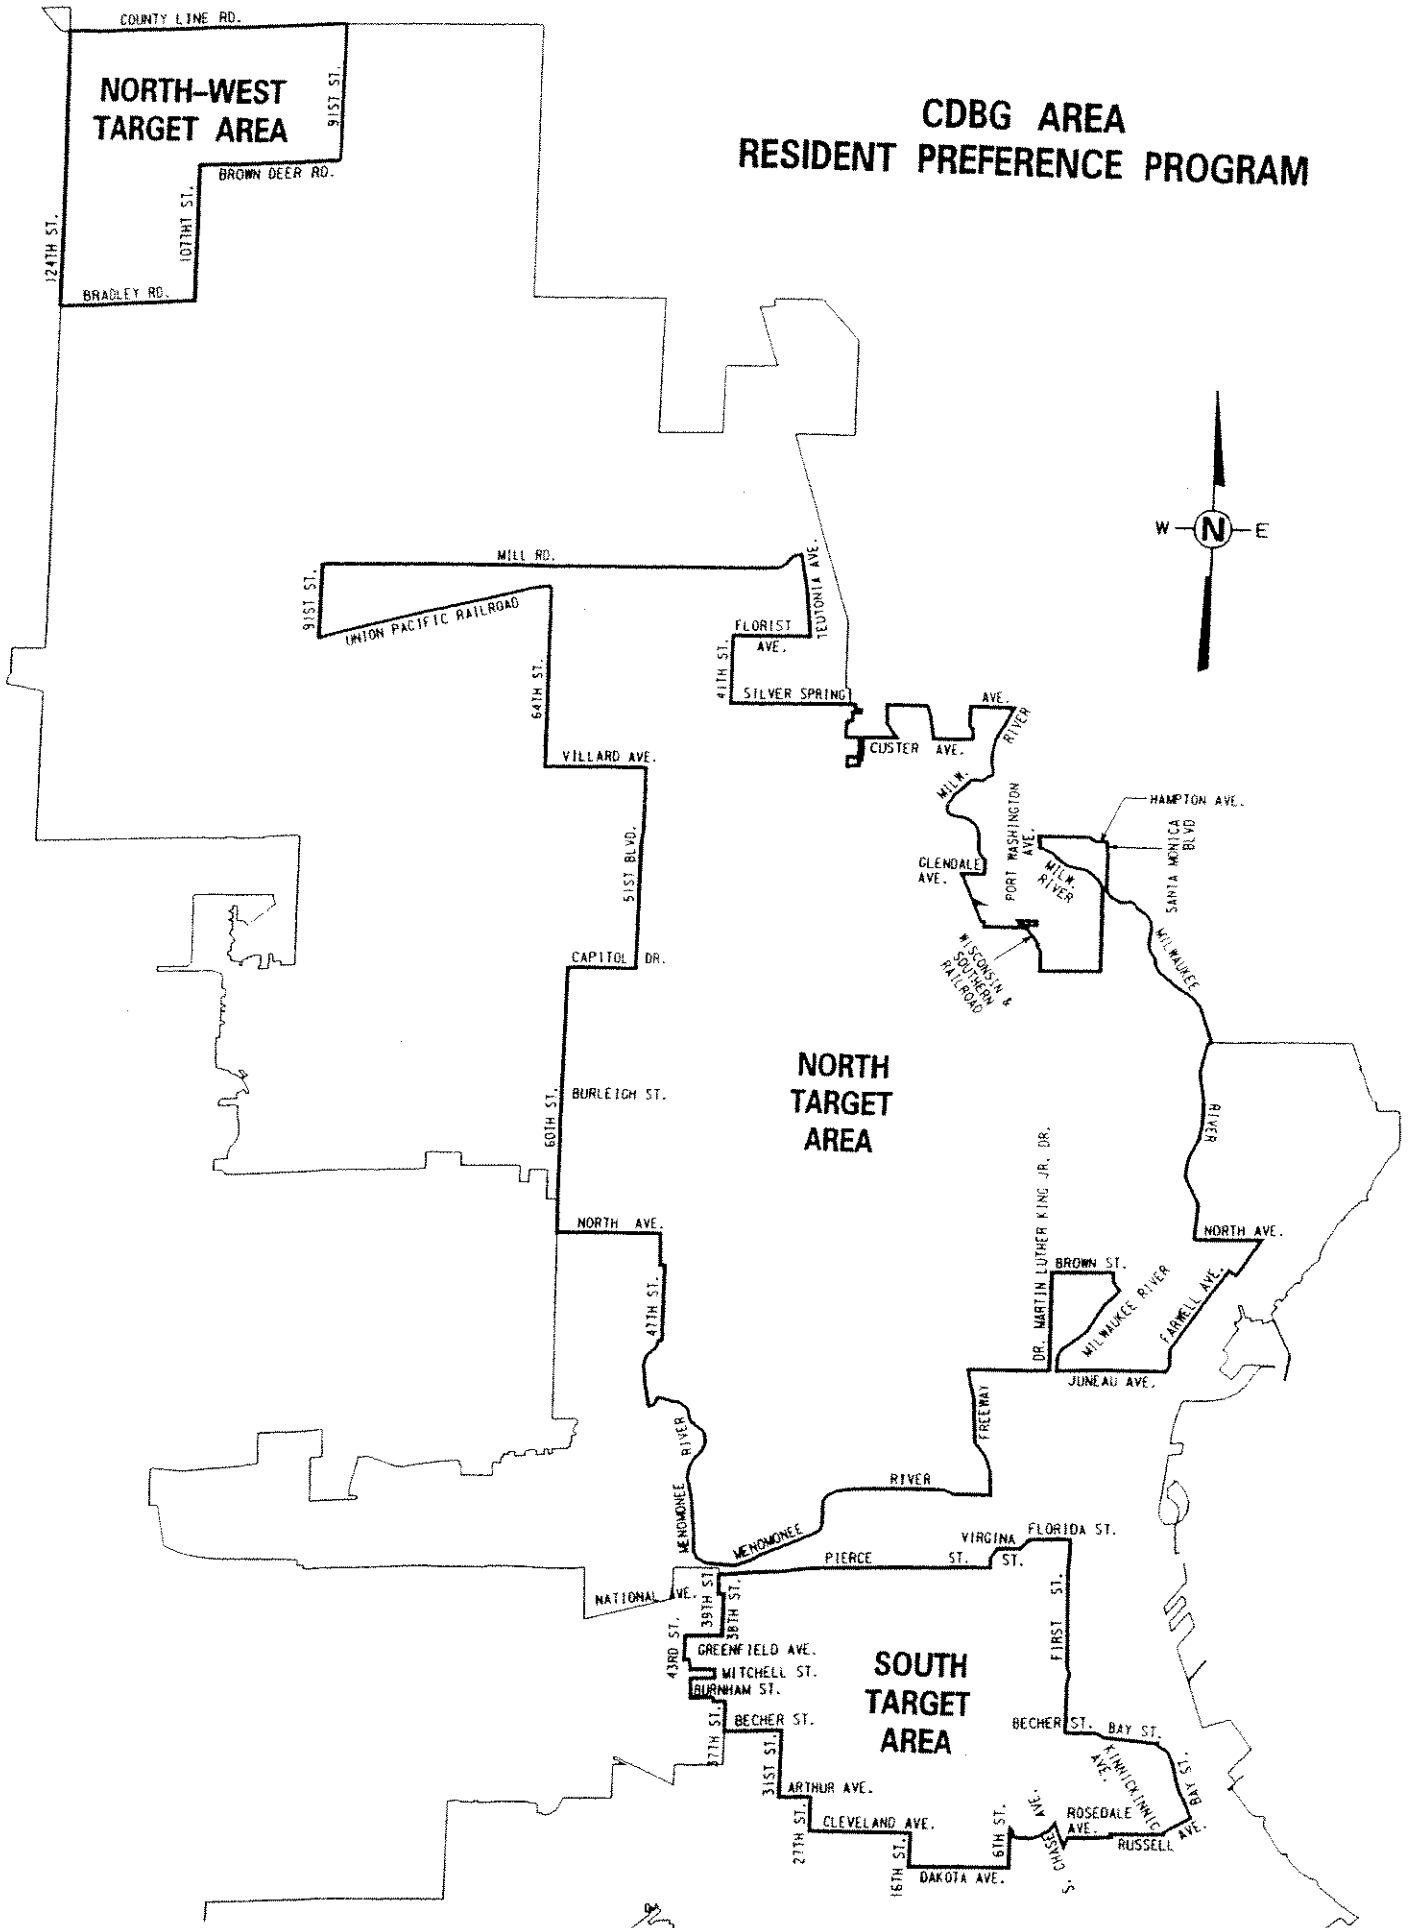 COUNTY LINE RD.
NORTH-WEST
TARGET AREA
91ST ST.
BROWN DEER RD.
107THT ST.
124TH ST.
BRADLEY RD.
CDBG AREA
RESIDENT PREFERENCE PROGRAM
W N E
MILL RD.
91ST ST.
UNION PACIFIC RAILROAD
TEUTONIA AVE.
FLORIST
AVE.
41TH ST.
SILVER SPRING
AVE.
64TH ST.
RIVER
CUSTER AVE.
VILLARD AVE.
MILW.
HAMPTON AVE.
PORT WASHINGTON
AVE.
SANTA MONICA
BLVD
51ST BLVD.
GLENDALE
AVE.
MILW.
RIVER
CAPITOL DR.
WISCONSIN &
SOUTHERN
RAILROAD
MILWAUKEE
NORTH
TARGET
AREA
BURLEIGH ST.
60TH ST.
RIVER
DR. MARTIN LUTHER KING JR. DR.
NORTH AVE.
NORTH AVE.
BROWN ST.
47TH ST.
MILWAUKEE RIVER
FARWELL AVE.
JUNEAU AVE.
FREEWAY
RIVER
RIVER
MENOMONEE
MENOMONEE
VIRGINA
ST.
FLORIDA ST.
PIERCE ST.
NATIONAL AVE.
39TH ST
38TH ST.
FIRST ST.
43RD ST.
GREENFIELD AVE.
MITCHELL ST.
BURNHAM ST.
SOUTH
TARGET
AREA
37TH ST.
BECHER ST.
BECHER ST.
BAY ST.
KINNICKINNIC
AVE.
BAY ST.
31ST ST.
ARTHUR AVE.
27TH ST.
CLEVELAND AVE.
16TH ST.
6TH ST.
DAKOTA AVE.
S. CHASE AVE.
ROSEDALE
AVE.
RUSSELL AVE.